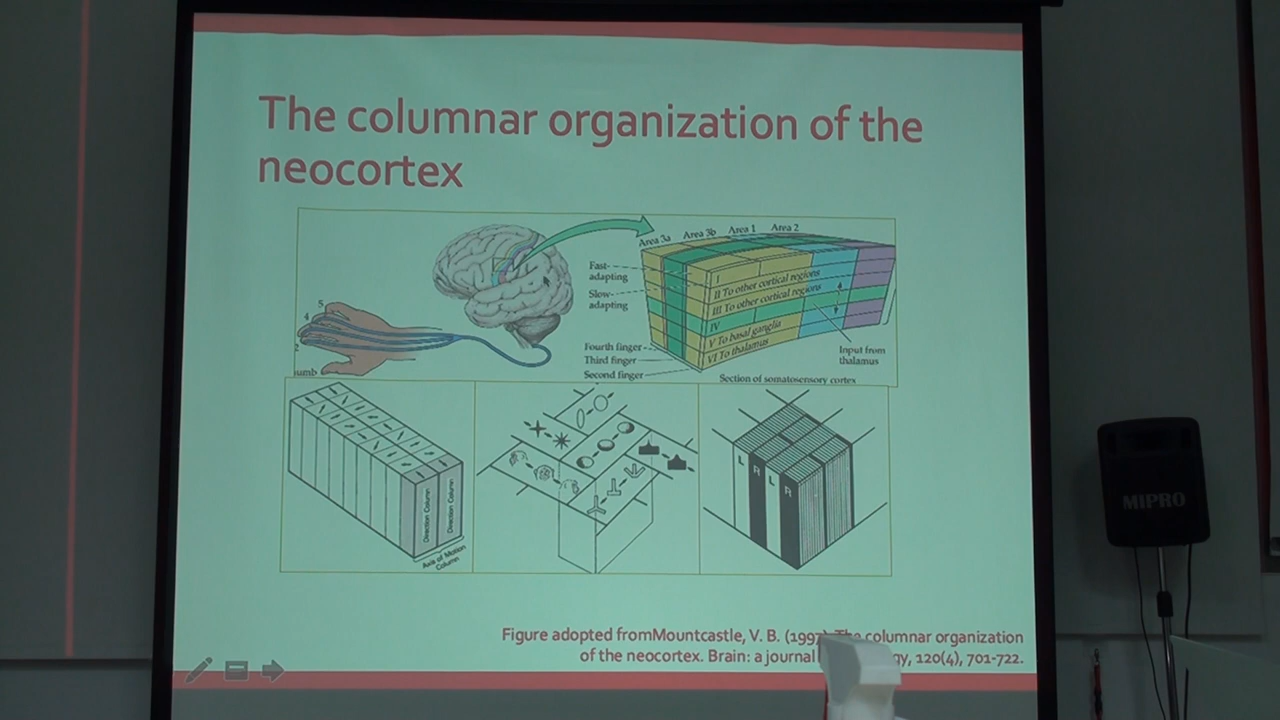 The columnar organization of the
neocortex
Area 3a Area 3b Area 1 Area 2
Fast-
adapting
Slow-
adapting
I
II To other cortical regions
III To other cortical regions
IV
V To basal ganglia
VI To thalamus
Fourth finger
Third finger
Second finger
Input from
thalamus
Section of somatosensory cortex
5
4
2
umb
Direction Column
Direction Column
Axis of Motion
Column
L
R
L
R
Figure adopted fromMountcastle, V. B. (1997). The columnar organization
of the neocortex. Brain: a journal gy, 120(4), 701-722.
MIPRO